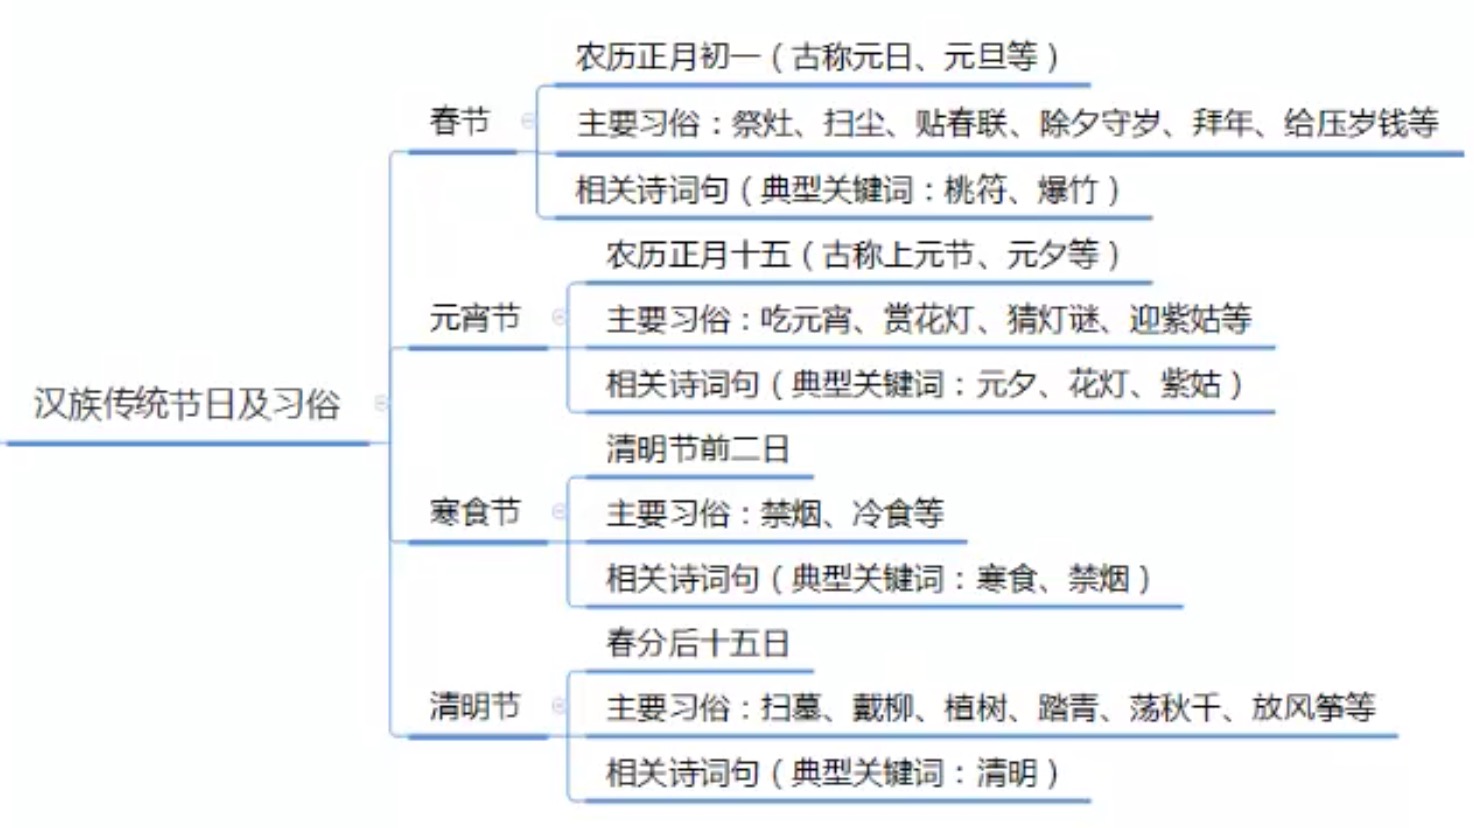 汉族传统节日及习俗
春节
农历正月初一（古称元日、元旦等）
主要习俗：祭灶、扫尘、贴春联、除夕守岁、拜年、给压岁钱等
相关诗词句（典型关键词：桃符、爆竹）
元宵节
农历正月十五（古称上元节、元夕等）
主要习俗：吃元宵、赏花灯、猜灯谜、迎紫姑等
相关诗词句（典型关键词：元夕、花灯、紫姑）
寒食节
清明节前二日
主要习俗：禁烟、冷食等
相关诗词句（典型关键词：寒食、禁烟）
清明节
春分后十五日
主要习俗：扫墓、戴柳、植树、踏青、荡秋千、放风筝等
相关诗词句（典型关键词：清明）